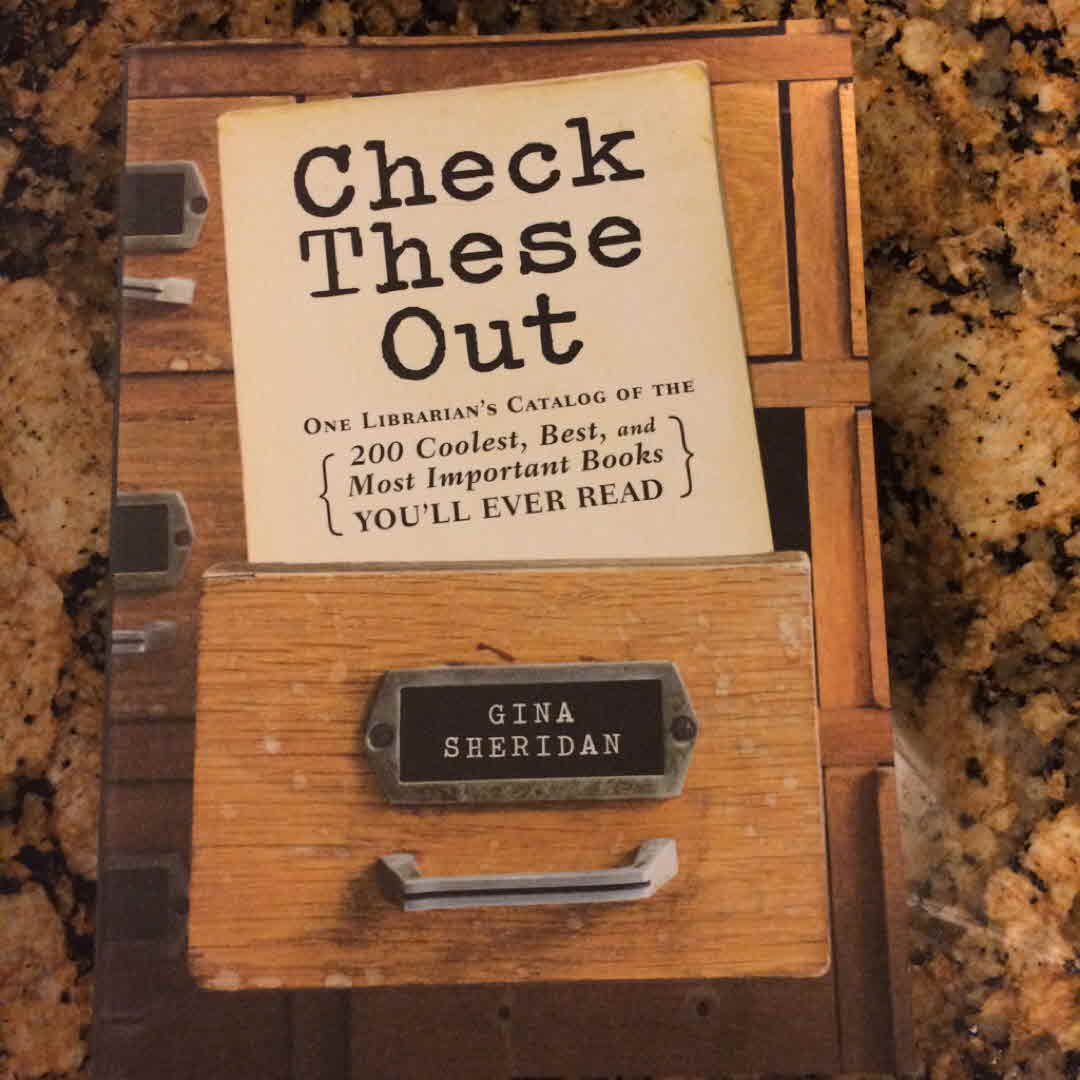 Check
These
Out
One Librarian's Catalog of the
200 Coolest, Best, and
Most Important Books
YOU'LL EVER READ
GINA
SHERIDAN